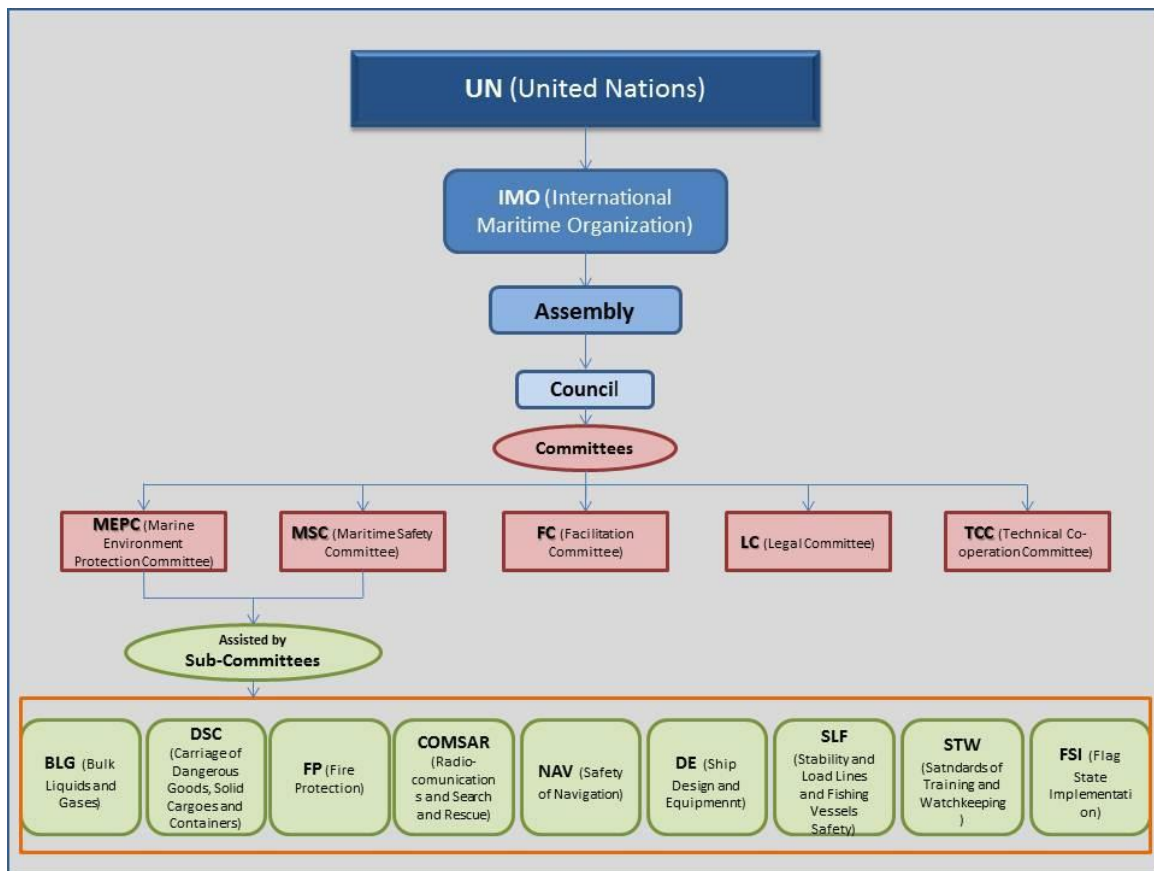 UN (United Nations)
IMO (International
Maritime Organization)
Assembly
Council
Committees
MEPC (Marine
Environment
Protection Committee)
MSC (Maritime Safety
Committee)
FC (Facilitation
Committee)
LC (Legal Committee)
TCC (Technical Co-
operation Committee)
Assisted by
Sub-Committees
BLG (Bulk
Liquids and
Gases)
DSC
(Carriage of
Dangerous
Goods, Solid
Cargoes and
Containers)
FP (Fire
Protection)
COMSAR
(Radio-
comunication
s and Search
and Rescue)
NAV (Safety
of Navigation)
DE (Ship
Design and
Equipmennt)
SLF
(Stability and
Load Lines
and Fishing
Vessels
Safety)
STW
(Satndards of
Training and
Watchkeeping
)
FSI (Flag
State
Implementati
on)